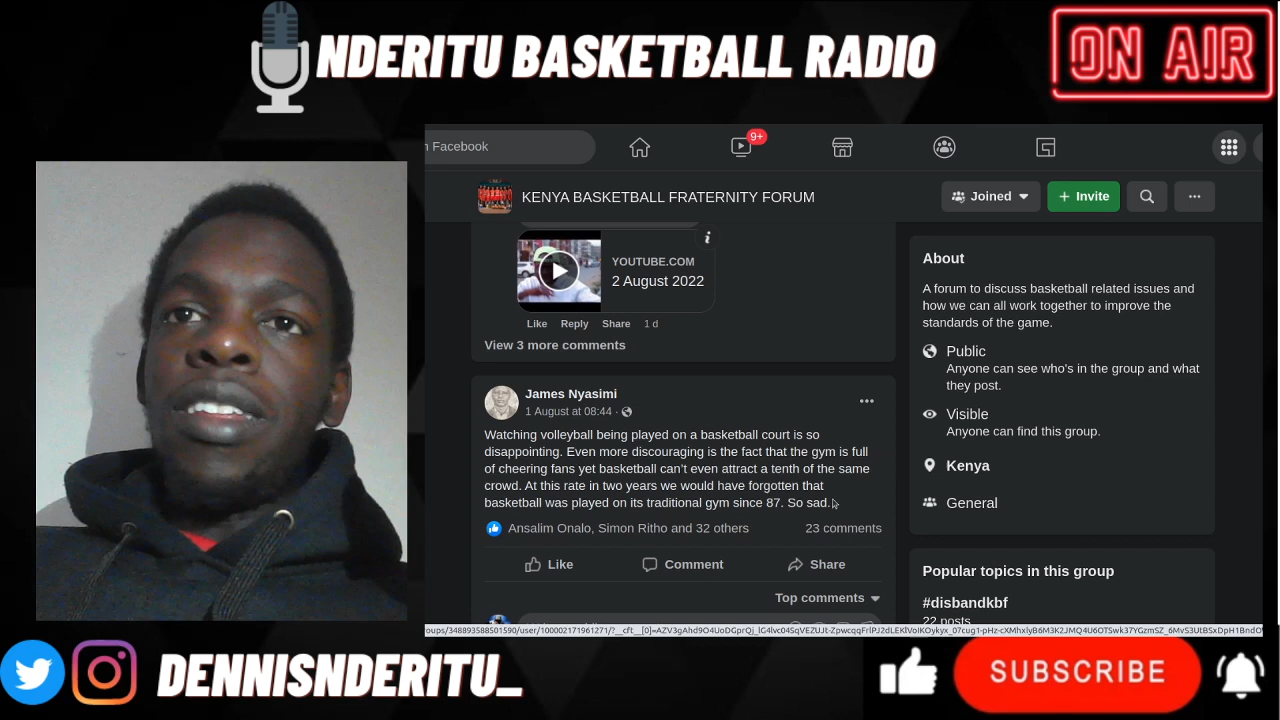 NDERITU BASKETBALL RADIO
ON AIR
n Facebook
9+
KENYA BASKETBALL FRATERNITY FORUM
Joined
+ Invite
YOUTUBE.COM
2 August 2022
Like Reply Share 1 d
View 3 more comments
James Nyasimi
1 August at 08:44 ·
Watching volleyball being played on a basketball court is so
disappointing. Even more discouraging is the fact that the gym is full
of cheering fans yet basketball can't even attract a tenth of the same
crowd. At this rate in two years we would have forgotten that
basketball was played on its traditional gym since 87. So sad.
Ansalim Onalo, Simon Ritho and 32 others 23 comments
Like Comment Share
Top comments
About
A forum to discuss basketball related issues and
how we can all work together to improve the
standards of the game.
Public
Anyone can see who's in the group and what
they post.
Visible
Anyone can find this group.
Kenya
General
Popular topics in this group
#disbandkbf
22 posts
DENNISNDERITU_
SUBSCRIBE